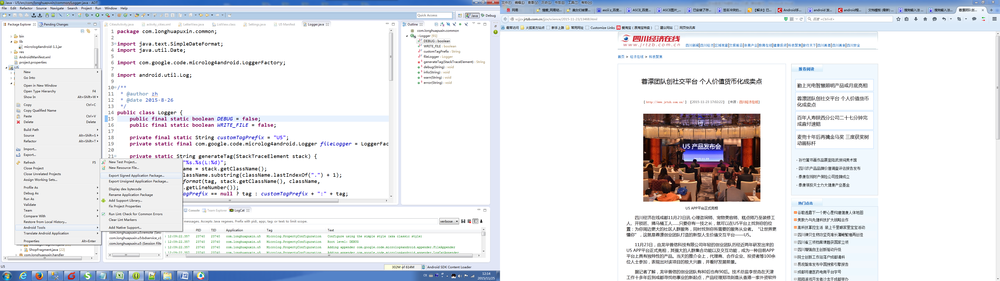 Java - U5/src/com/longhuapuxin/common/Logger.java - ADT
File Edit Refactor Source Navigate Search Project Run Window Help
Quick Access
Java
Debug
Package Explorer
Pending Changes
bin
lib
microlog4android-1.1.jar
res
AndroidManifest.xml
project.properties
U5
New
Go Into
Open in New Window
Open Type Hierarchy F4
Show In Alt+Shift+W
Copy Ctrl+C
Copy Qualified Name
Paste Ctrl+V
Delete Delete
Build Path
Source Alt+Shift+S
Refactor Alt+Shift+T
Import...
Export...
Refresh F5
Close Project
Close Unrelated Projects
Assign Working Sets...
Profile As
Debug As
Run As
Validate
Team
Compare With
Restore from Local History...
Android Tools
Translate Android Application
Properties Alt+Enter
MessageFragment.java [22]
ShopFragment.java [22]
com.longhuapuxin.handler
New Test Project...
New Resource File...
Export Signed Application Package...
Export Unsigned Application Package...
Display dex bytecode
Rename Application Package
Add Support Library...
Fix Project Properties
Run Lint: Check for Common Errors
Clear Lint Markers
Add Native Support...
CitiesActivity.java activity_cities.xml LetterView.java ListView.class Settings.java U5 Manifest Logger.java
1 package com.longhuapuxin.common;
2
3 import java.text.SimpleDateFormat;
4 import java.util.Date;
5
6 import com.google.code.microlog4android.LoggerFactory;
7
8 import android.util.Log;
9
10 /**
11 * @author zh
12 * @date 2015-8-26
13 */
14 public class Logger {
15 public final static boolean DEBUG = false;
16 public final static boolean WRITE_FILE = false;
17
18 private final static String customTagPrefix = "U5";
19 private static final com.google.code.microlog4android.Logger fileLogger = LoggerFac
20
21 private static String generateTag(StackTraceElement stack) {
"%s.%s(L:%d)";
ame = stack.getClassName();
lassName.substring(className.lastIndexOf(".") + 1);
format(tag, stack.getClassName(), className,
.getLineNumber());
agPrefix == null ? tag : customTagPrefix + ":" + tag;
Outline
com.longhuapuxin.common
Logger [91]
DEBUG : boolean
WRITE_FILE : boolean
customTagPrefix : String
fileLogger : Logger
generateTag(StackTraceElement) : String
debug(String) : void
info(String) : void
warn(String) : void
error(String) : void
Console Team Explorer LogCat
messages. Accepts Java regexes. Prefix with pid:, app:, tag: or text: to limit scope.
verbose
com.longhuapuxin.u5:remote (Sess
com.longhuapuxin.u5:bdservice_v1
com.longhuapuxin.u5 (Session Filte
PID TID Application Tag Text
12:09:22.357 23740 23740 com.longhuapuxin.u5 Microlog.PropertyConfiguration Configure using the simple style (aka classic style)
12:09:22.357 23740 23740 com.longhuapuxin.u5 Microlog.PropertyConfiguration Root level: DEBUG
12:09:22.357 23740 23740 com.longhuapuxin.u5 Microlog.PropertyConfiguration Adding appender com.google.code.microlog4android.appender.FileAppender
12:09:22.357 23740 23740 com.longhuapuxin.u5 Microlog.PropertyConfiguration Adding appender com.google.code.microlog4android.appender.LogCatAppender
U5
302M of 614M
Android SDK Content Loader
CH
12:14
2015/11/25
文件(F) 编辑(E) 查看(V) 历史(S) 书签(B) 工具(T) 帮助(H)
网易
情爱_网易哒...
美女们被要...
ascii z_百度...
ASCII_百度...
ASCII图片_...
已安装了存...
签名冲突的...
【解决】已...
Android手...
android 发...
android程...
文档模板 (最新) ...
搜狗输入法 ...
搜狗输入法...
蓉漂团队创...
scjjzx.jrtzb.com.cn/jjzx/science/2015-11-23/13468.html
百度 <Ctrl+K>
最常访问 火狐官方站点 新手上路 常用网址 Customize Links 爱淘宝（原淘宝特卖） 建议网站 网页快讯库
四川经济在线
www.jrtzb.com.cn
四川新闻|四川经济|区域视窗|文娱前沿|体育产业|教育在线|健康投资|科技聚焦|旅行天下|四川美酒|四川美食|四川安全
首页 > 经济在线 > 科技聚焦
蓉漂团队创社交平台 个人价值货币化成卖点
【 http://www.jrtzb.com.cn/ 】 【2015-11-23 17:02:22】 【来源：四川经济在线】
U5 产品发布会
2015.11.23
U5 APP平台正式亮相
四川经济在线成都11月23日讯 心理咨询师、宠物美容师、糕点师乃至装修工
人、开锁匠、捅马桶工人......只要你有一技之长，就可以在U5平台上找到你的位
置：为你周边更大的社区人群服务，同时找到你所需要的服务从业者。“让世界更
懂你”，这就是蓉漂创业团队打造的新型人生价值交互平台——U5。
11月23日，由龙华普信科技有限公司年轻的创业团队历经近两年研发出来的
U5 APP平台正式亮相，其强大的人群集合功能以及交互功能，成为一种目前APP
平台上具有独特性的产品。当天的推介会上，代理商、合作企业、投资者等100余
位人士参加，表现出对该项目的极大兴趣，并看好发展前景。
据记者了解，龙华普信的创业团队有80后也有90后。技术总监李世垚在天津
工作十多年后到成都寻找他事业的新起点，产品经理郑浩则是从香港一家外资软件
推荐阅读
勤上光电智慧照明产品或月底亮相
蓉漂团队创社交平台 个人价值货币
化成卖点
百年人寿陕西分公司二十七分钟完
成直付速赔
麦兜十年后再擒金马奖 三度获奖树
动画标杆
· 孙竹篱书画作品展登陆武侯祠美术馆
· 四川农产品品牌价值调查评估报告发布
· 泰康在线财产保险公司挂牌成立
· 泰康领投天士力大健康产业基金
热门点击
谷歌透露下一个野心是构建健康人体地图
美敦力与先健科技扩大战略合作
高科技掌控生活 装上千里眼家里宝宝活动
四川律贝生物攻坚克难长薄鳅繁殖再创佳
四川省三项档案课题获国家立项
四川增强自主创新驱动升级
院士创新工作站落户成都清科
易观智库发布中国搜索引擎报告
成都将建医药电商平台字号
陌陌游戏开发者沙龙于成都举办